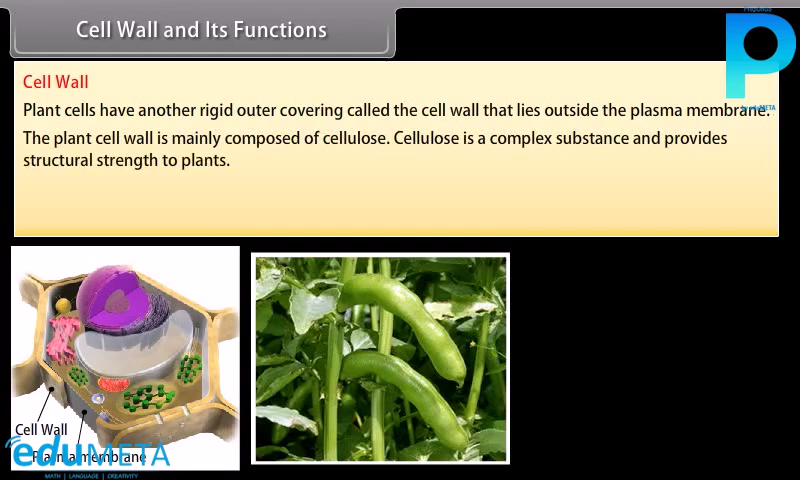 Cell Wall and Its Functions
Cell Wall
Plant cells have another rigid outer covering called the cell wall that lies outside the plasma membrane.
The plant cell wall is mainly composed of cellulose. Cellulose is a complex substance and provides
structural strength to plants.
P
by eduMETA
Cell Wall
Plasma membrane
eduMETA
MATH | LANGUAGE | CREATIVITY